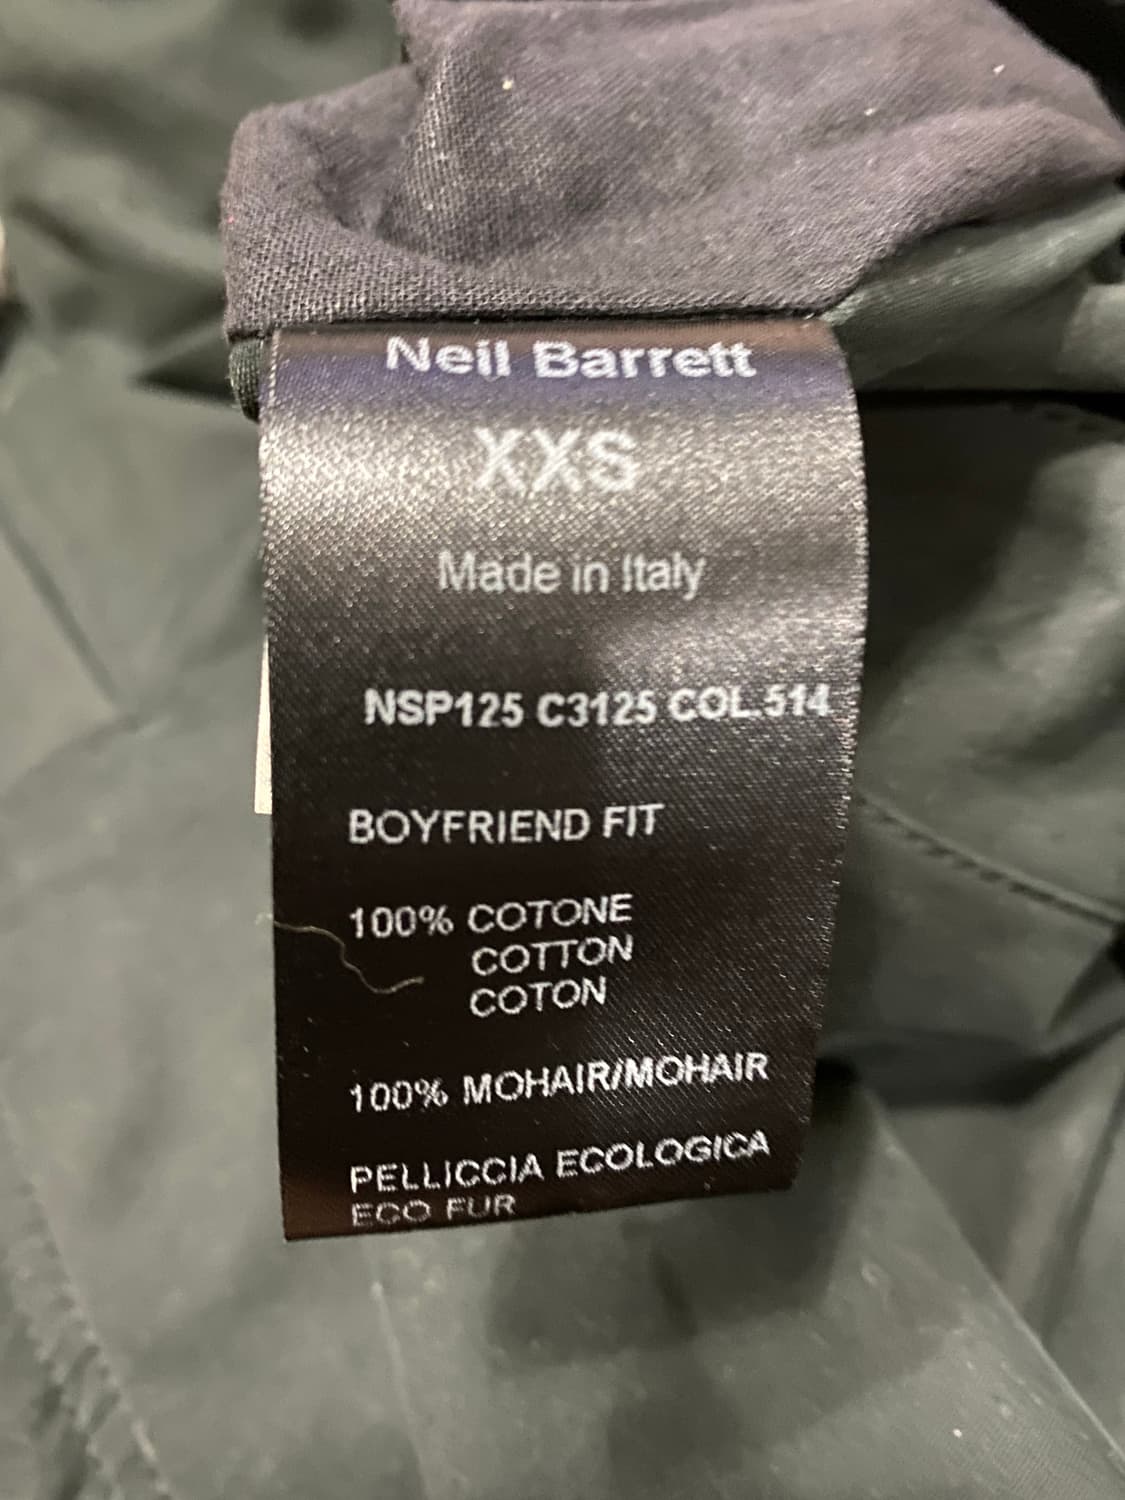 Neil Barrett
XXS
Made in Italy
NSP125 C3125 COL.514
BOYFRIEND FIT
100% COTONE
COTTON
COTON
100% MOHAIR/MOHAIR
PELLICCIA ECOLOGICA
ECO FUR